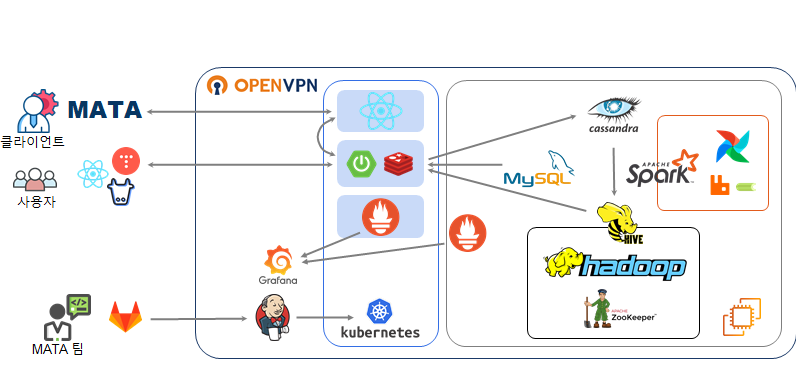 OPENVPN
MATA
클라이언트
cassandra
MySQL
APACHE
Spark
사용자
HIVE
hadoop
Grafana
APACHE
ZooKeeper
kubernetes
MATA 팀